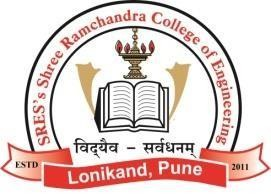 SRES's Shree Ramchandra College of Engineering
विद्यैव - सर्वधनम्
ESTD
2011
Lonikand, Pune